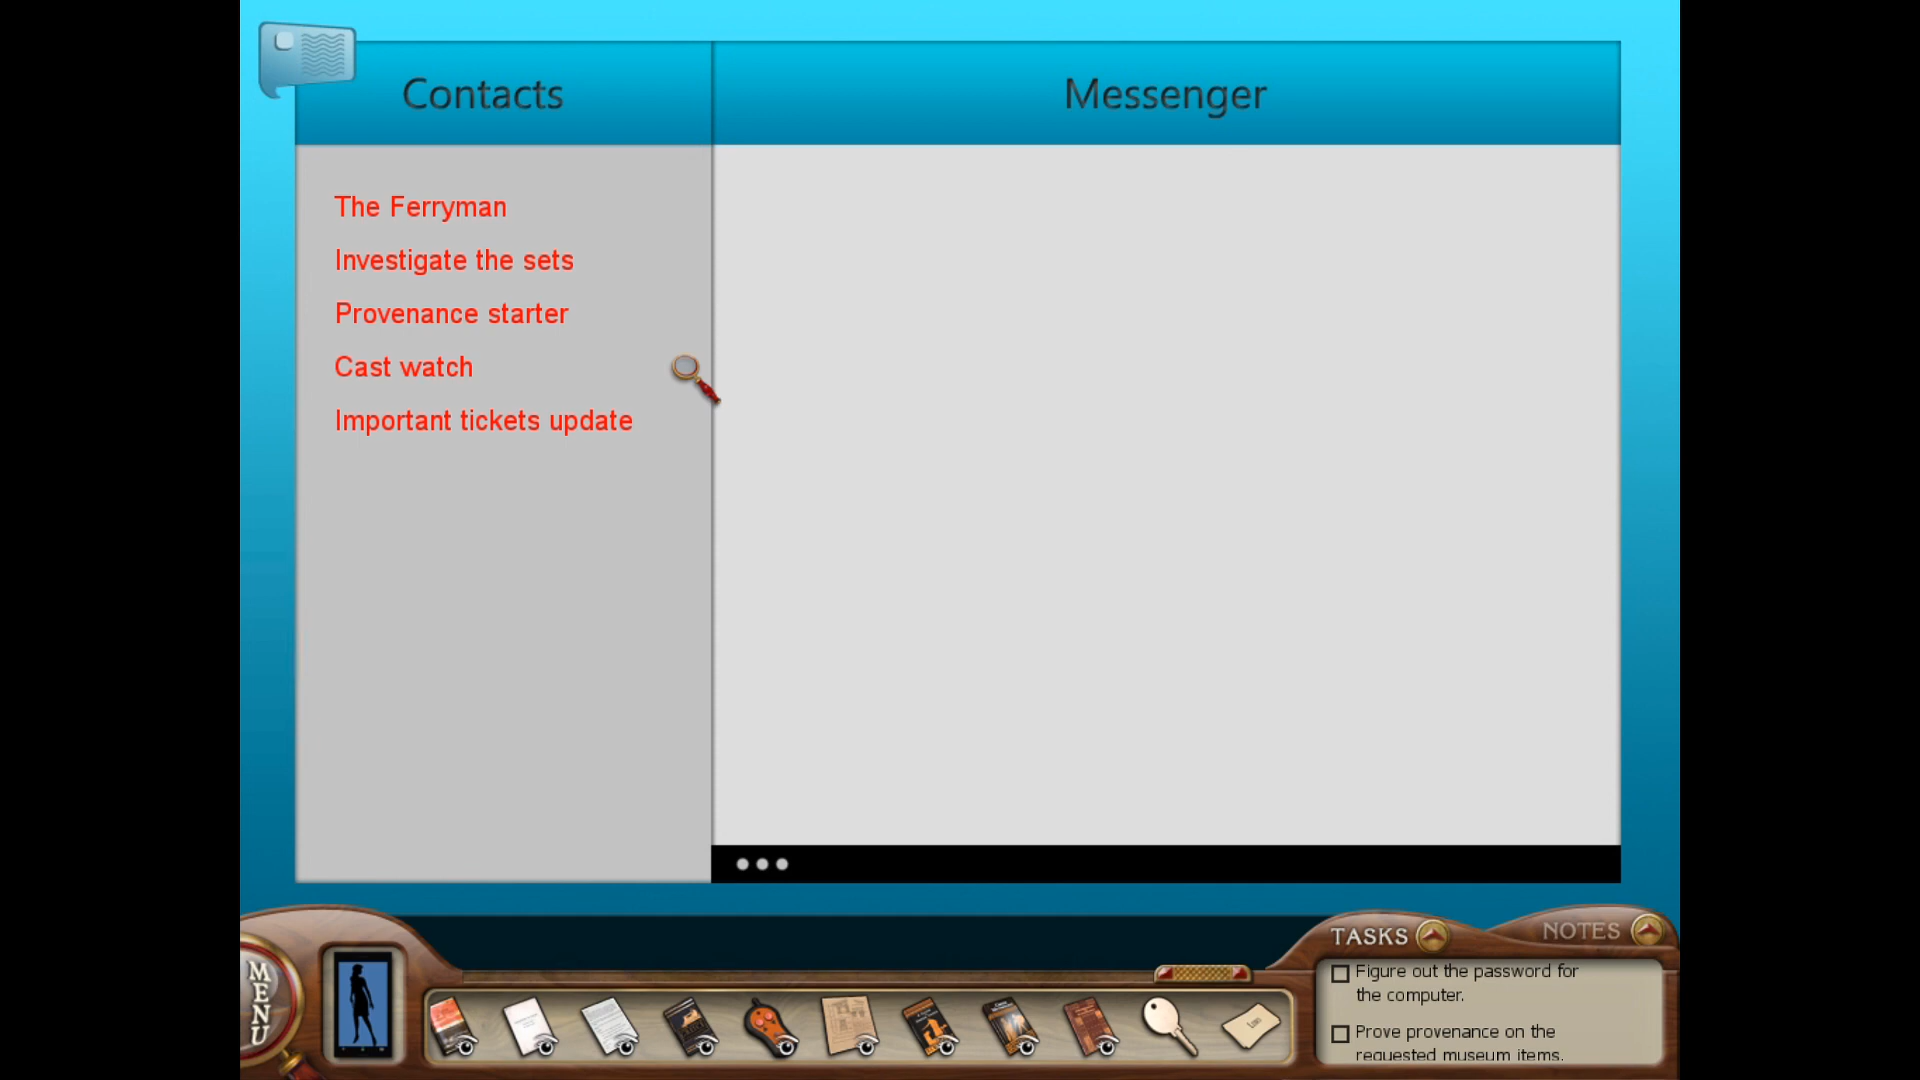 Contacts
Messenger
The Ferryman
Investigate the sets
Provenance starter
Cast watch
Important tickets update
MENU
TASKS
NOTES
Figure out the password for
the computer.
Prove provenance on the
requested museum items.